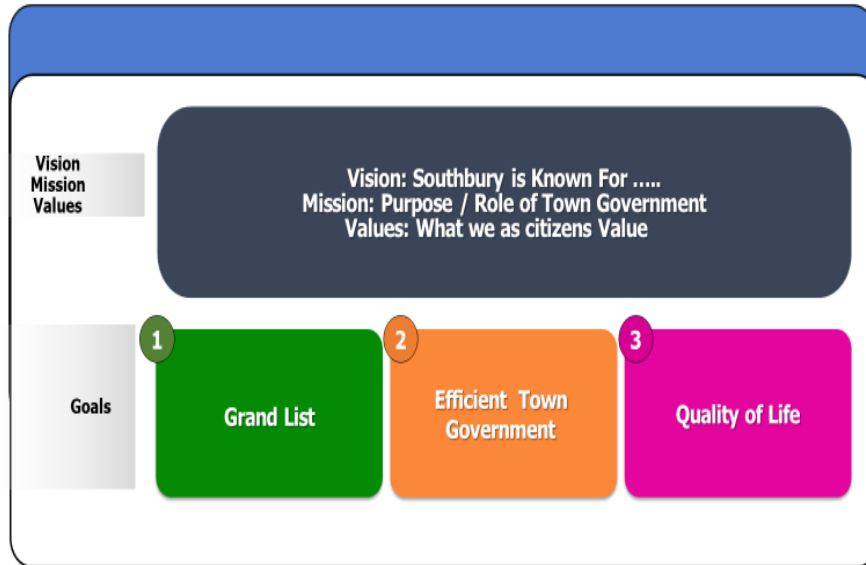 Vision
Mission
Values
Vision: Southbury is Known For .....
Mission: Purpose / Role of Town Government
Values: What we as citizens Value
Goals
1
Grand List
2
Efficient Town
Government
3
Quality of Life